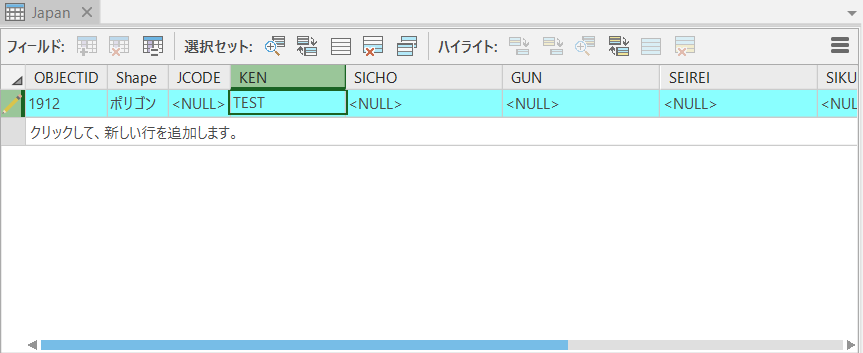 Japan
フィールド: 選択セット: ハイライト:
OBJECTID Shape JCODE KEN SICHO GUN SEIREI SIKU
1912 ポリゴン <NULL> TEST <NULL> <NULL> <NULL> <NUL
クリックして、新しい行を追加します。